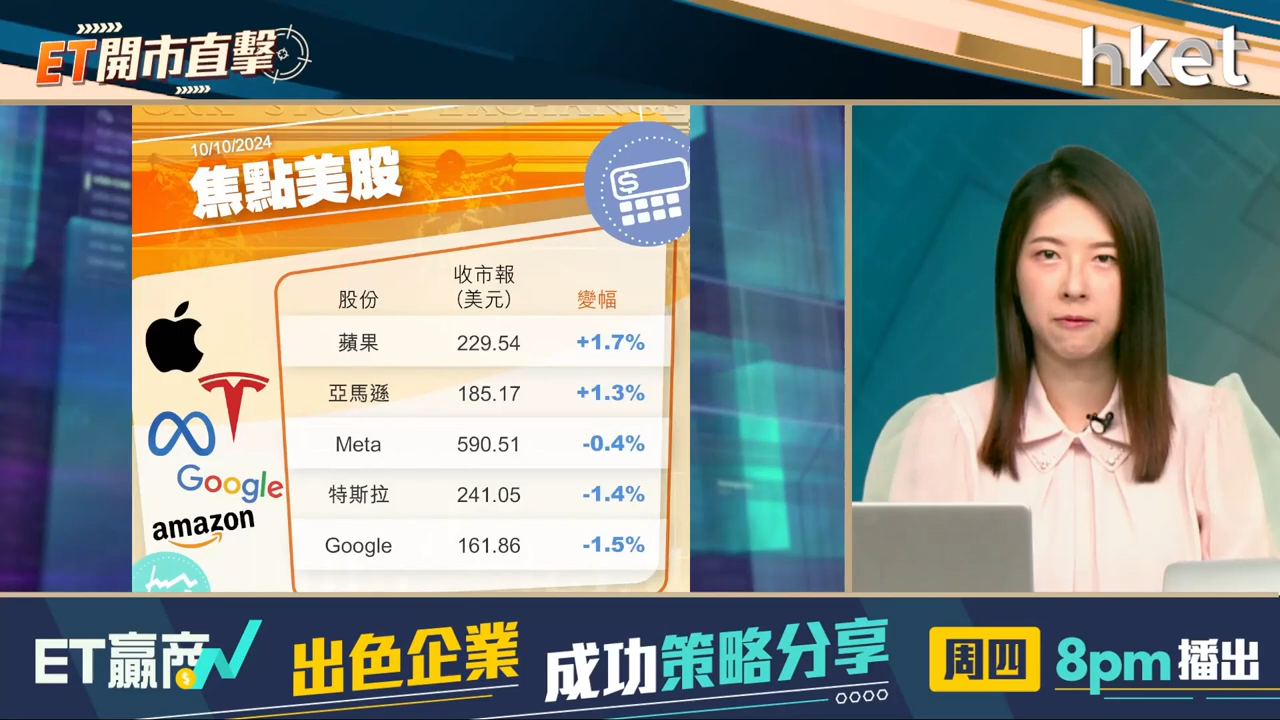 ET開市直擊
hket
10/10/2024
焦點美股
$
股份 收市報(美元) 變幅
蘋果 229.54 +1.7%
亞馬遜 185.17 +1.3%
Meta 590.51 -0.4%
特斯拉 241.05 -1.4%
Google 161.86 -1.5%
Google
amazon
ET贏商 出色企業 成功策略分享 周四 8pm播出
$